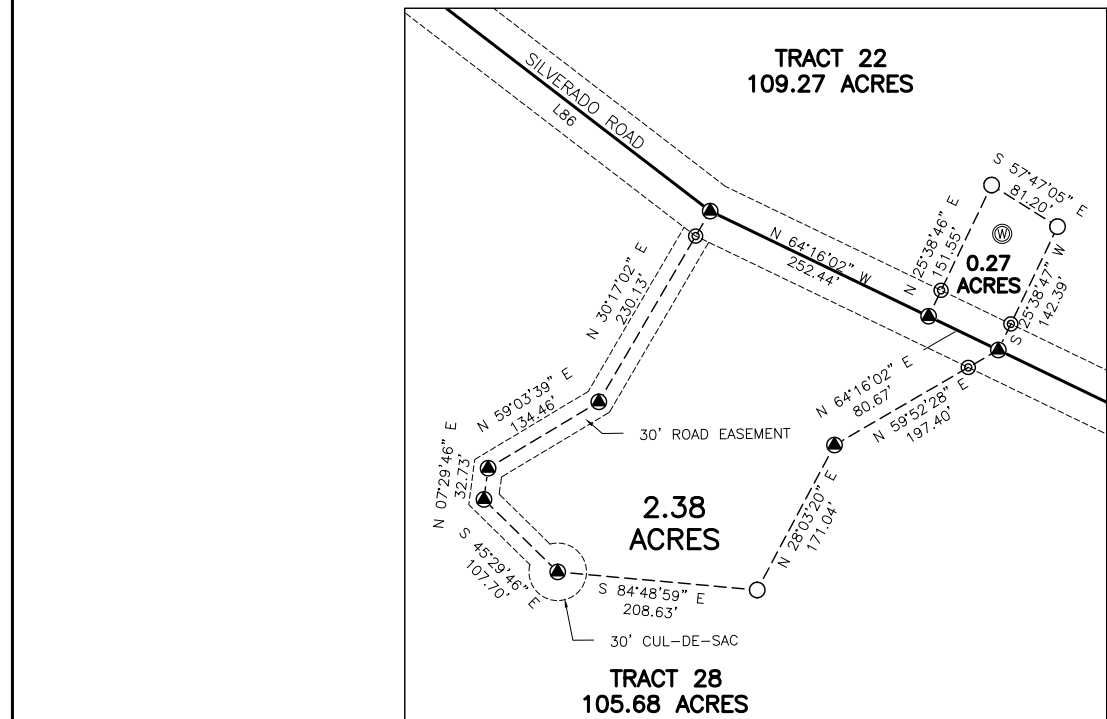 TRACT 22
109.27 ACRES
SILVERADO ROAD
L86
S 57°47'05" E
81.20'
N 25°38'46" E
151.55'
W
0.27
ACRES
S 25°38'47" W
142.39'
N 64°16'02" W
252.44'
N 30°17'02" E
230.13'
N 64°16'02" E
80.67'
N 59°52'28" E
197.40'
N 59°03'39" E
134.46'
30' ROAD EASEMENT
N 07°29'46" E
32.73'
2.38
ACRES
N 28°03'20" E
171.04'
S 45°29'46" E
107.70'
S 84°48'59" E
208.63'
30' CUL-DE-SAC
TRACT 28
105.68 ACRES